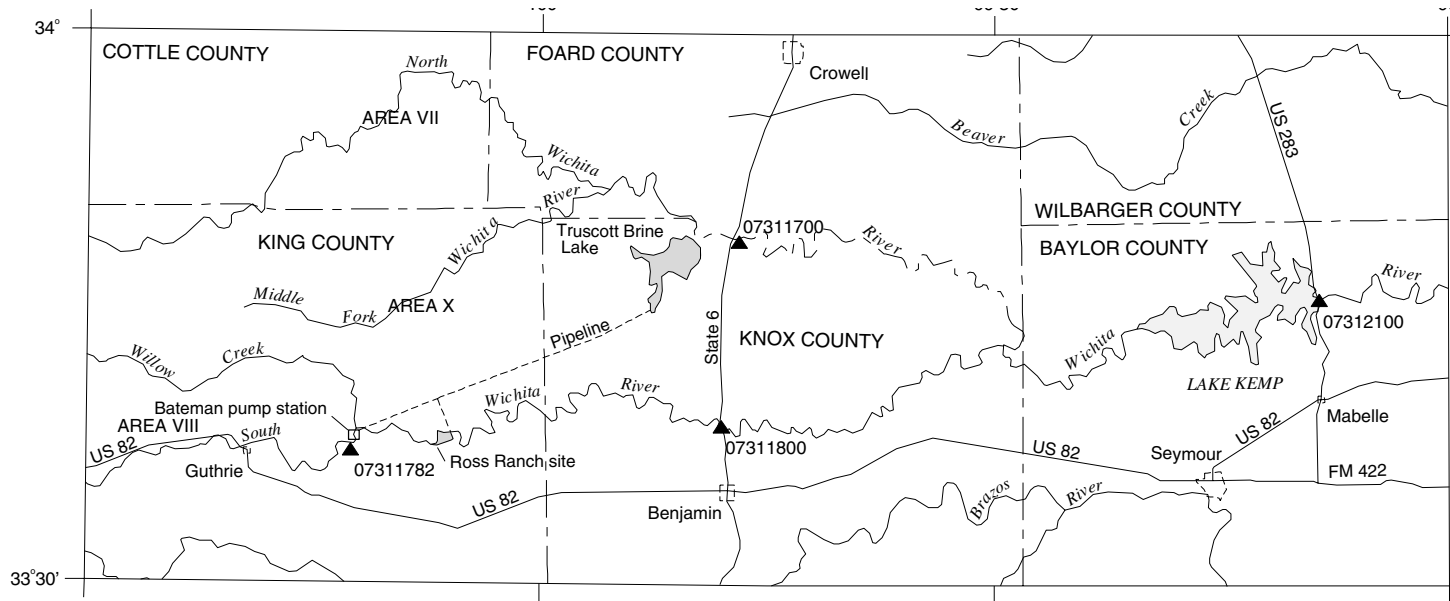 34°
COTTLE COUNTY
FOARD COUNTY
North
Crowell
AREA VII
Creek
US 283
Beaver
Wichita
River
WILBARGER COUNTY
Truscott Brine
Lake
07311700
KING COUNTY
Wichita
River
BAYLOR COUNTY
River
Middle
Fork
AREA X
Pipeline
State 6
KNOX COUNTY
07312100
Willow
Creek
Wichita
LAKE KEMP
Wichita
River
Bateman pump station
Mabelle
AREA VIII
South
US 82
US 82
07311800
US 82
Seymour
Guthrie
07311782
Ross Ranch site
FM 422
US 82
Benjamin
Brazos
River
33°30'